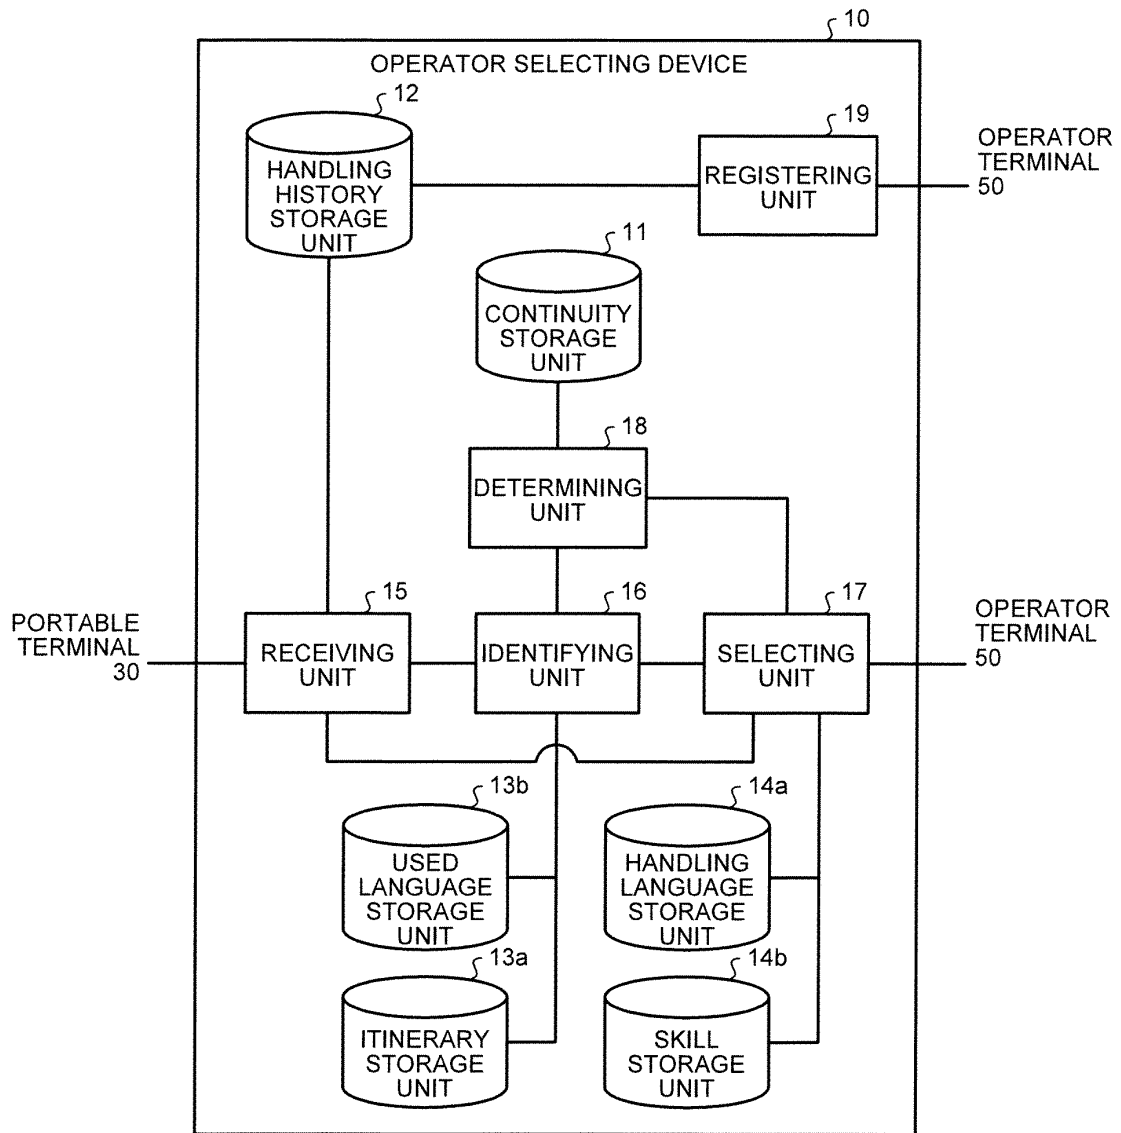 10
OPERATOR SELECTING DEVICE
12
HANDLING
HISTORY
STORAGE
UNIT
19
REGISTERING
UNIT
OPERATOR
TERMINAL
50
11
CONTINUITY
STORAGE
UNIT
18
DETERMINING
UNIT
PORTABLE
TERMINAL
30
15
RECEIVING
UNIT
16
IDENTIFYING
UNIT
17
SELECTING
UNIT
OPERATOR
TERMINAL
50
13b
USED
LANGUAGE
STORAGE
UNIT
14a
HANDLING
LANGUAGE
STORAGE
UNIT
13a
ITINERARY
STORAGE
UNIT
14b
SKILL
STORAGE
UNIT